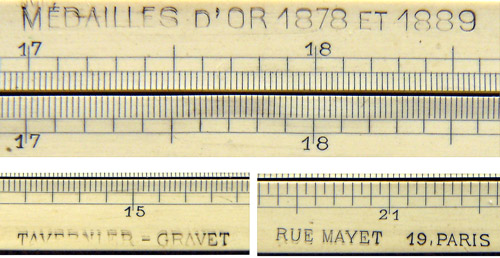 MÉDAILLES D'OR 1878 ET 1889
17 18
17 18
15
TAVERNIER - GRAVET
21
RUE MAYET 19, PARIS